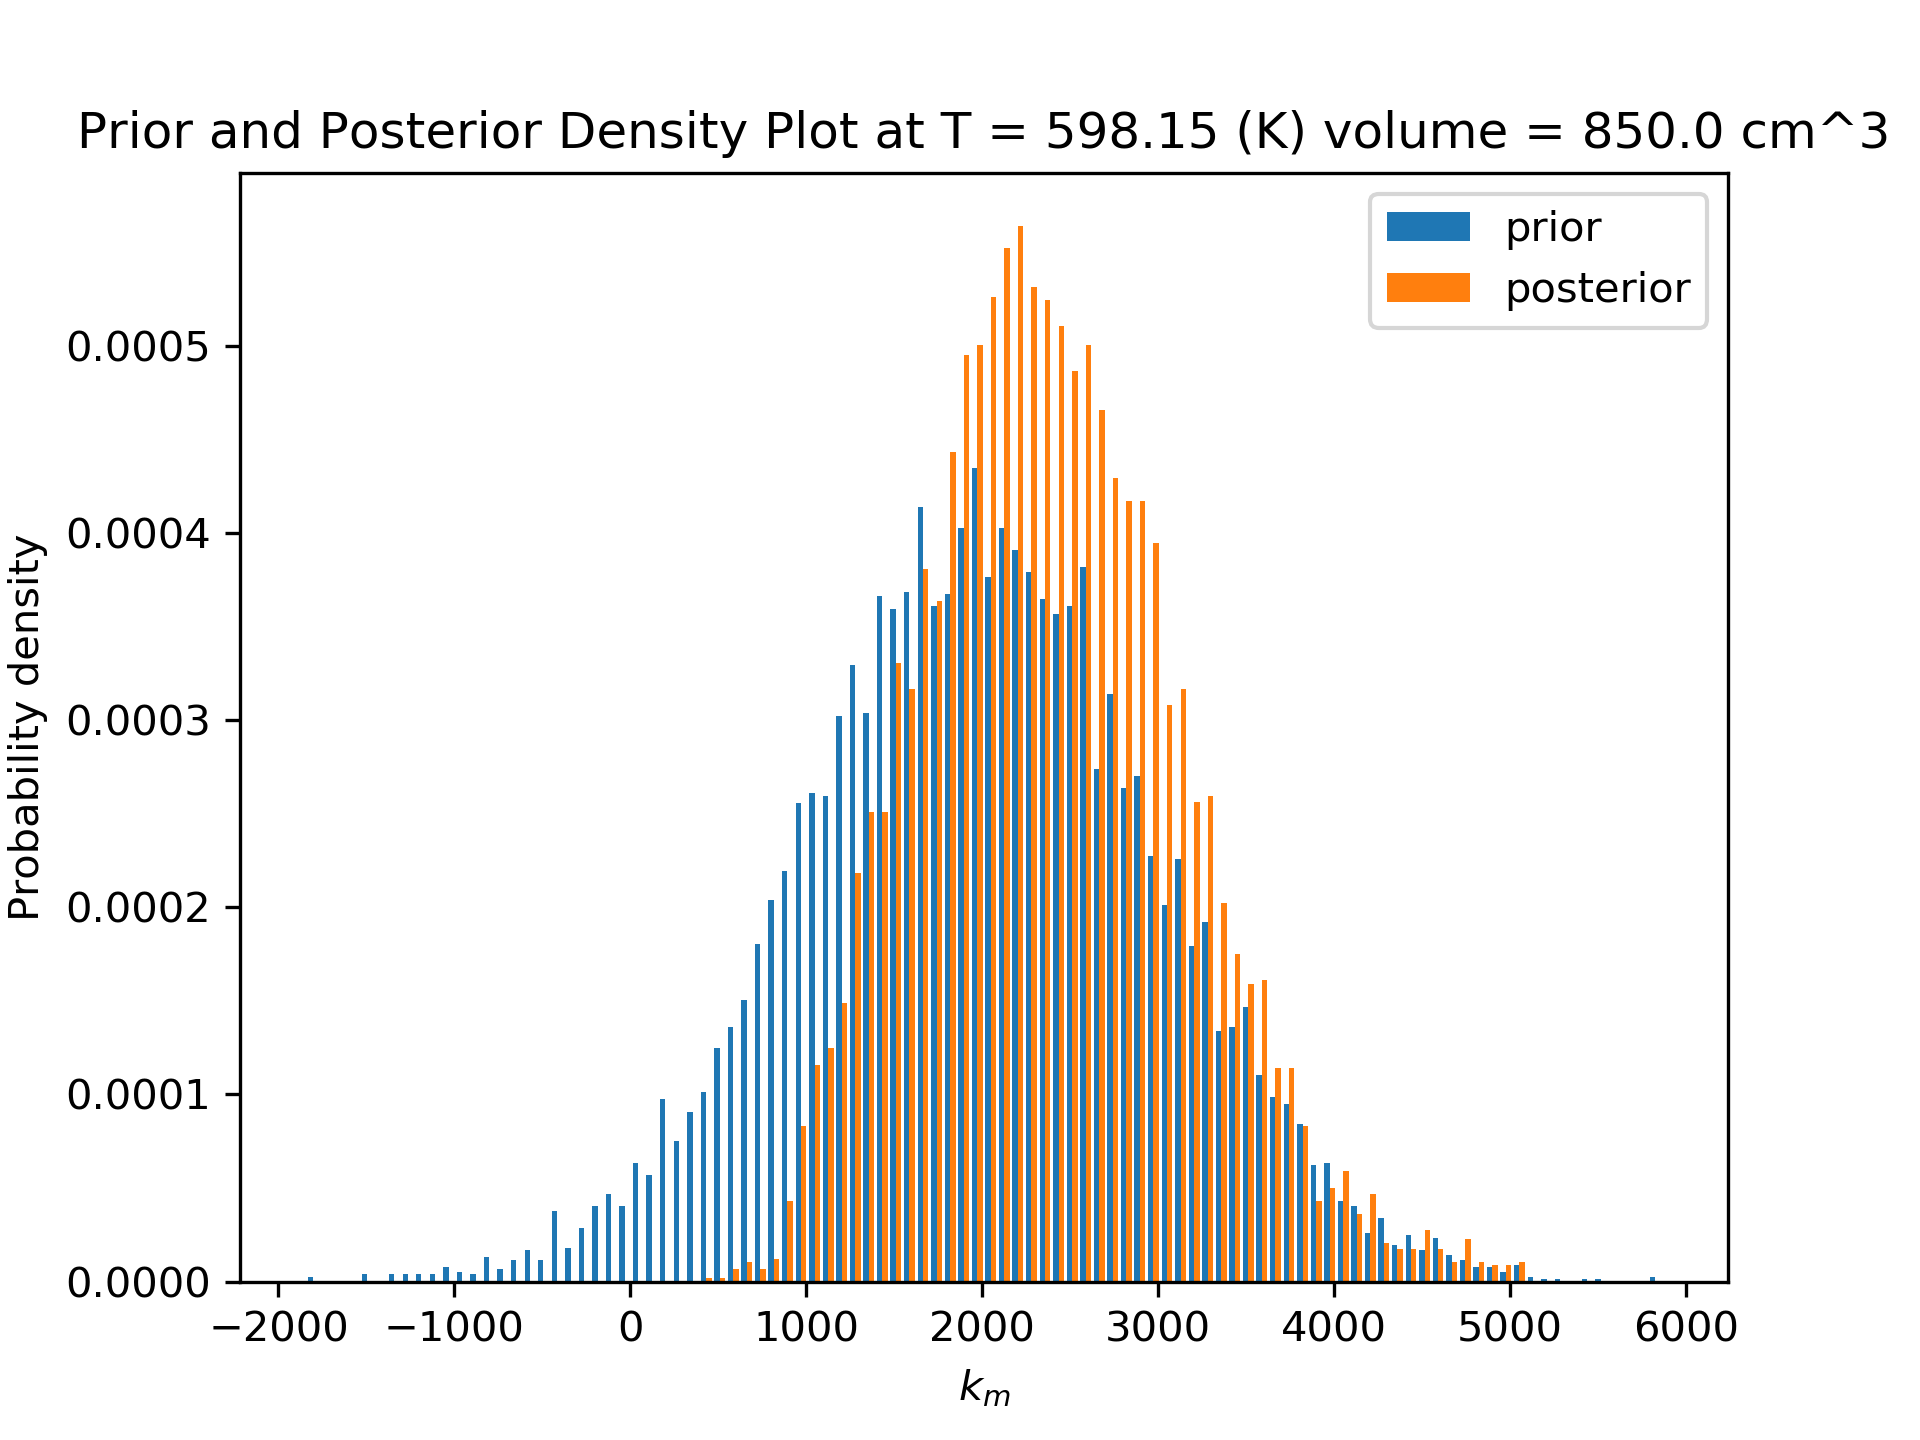 Prior and Posterior Density Plot at T = 598.15 (K) volume = 850.0 cm^3
prior
posterior
Probability density
0.0005
0.0004
0.0003
0.0002
0.0001
0.0000
−2000 −1000 0 1000 2000 3000 4000 5000 6000
k_m